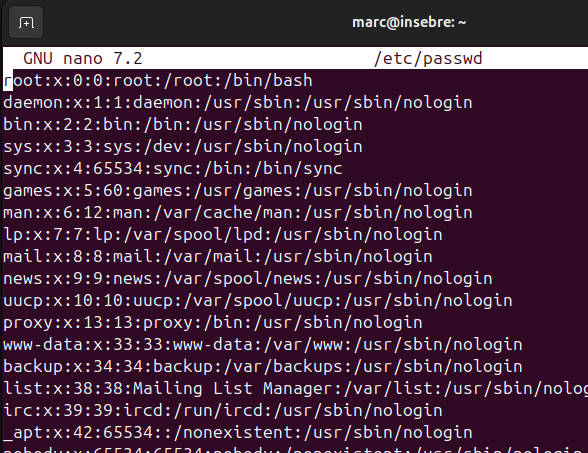 marc@insebre: ~
GNU nano 7.2 /etc/passwd
root:x:0:0:root:/root:/bin/bash
daemon:x:1:1:daemon:/usr/sbin:/usr/sbin/nologin
bin:x:2:2:bin:/bin:/usr/sbin/nologin
sys:x:3:3:sys:/dev:/usr/sbin/nologin
sync:x:4:65534:sync:/bin:/bin/sync
games:x:5:60:games:/usr/games:/usr/sbin/nologin
man:x:6:12:man:/var/cache/man:/usr/sbin/nologin
lp:x:7:7:lp:/var/spool/lpd:/usr/sbin/nologin
mail:x:8:8:mail:/var/mail:/usr/sbin/nologin
news:x:9:9:news:/var/spool/news:/usr/sbin/nologin
uucp:x:10:10:uucp:/var/spool/uucp:/usr/sbin/nologin
proxy:x:13:13:proxy:/bin:/usr/sbin/nologin
www-data:x:33:33:www-data:/var/www:/usr/sbin/nologin
backup:x:34:34:backup:/var/backups:/usr/sbin/nologin
list:x:38:38:Mailing List Manager:/var/list:/usr/sbin/nolog
irc:x:39:39:ircd:/run/ircd:/usr/sbin/nologin
_apt:x:42:65534::/nonexistent:/usr/sbin/nologin
nobody:x:65534:65534:nobody:/nonexistent:/usr/sbin/nologin